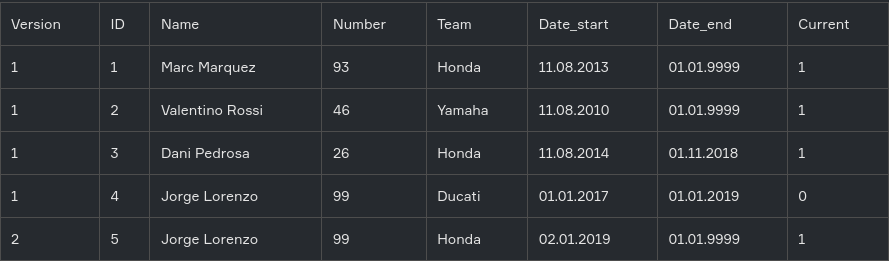 Version ID Name Number Team Date_start Date_end Current
1 1 Marc Marquez 93 Honda 11.08.2013 01.01.9999 1
1 2 Valentino Rossi 46 Yamaha 11.08.2010 01.01.9999 1
1 3 Dani Pedrosa 26 Honda 11.08.2014 01.11.2018 1
1 4 Jorge Lorenzo 99 Ducati 01.01.2017 01.01.2019 0
2 5 Jorge Lorenzo 99 Honda 02.01.2019 01.01.9999 1